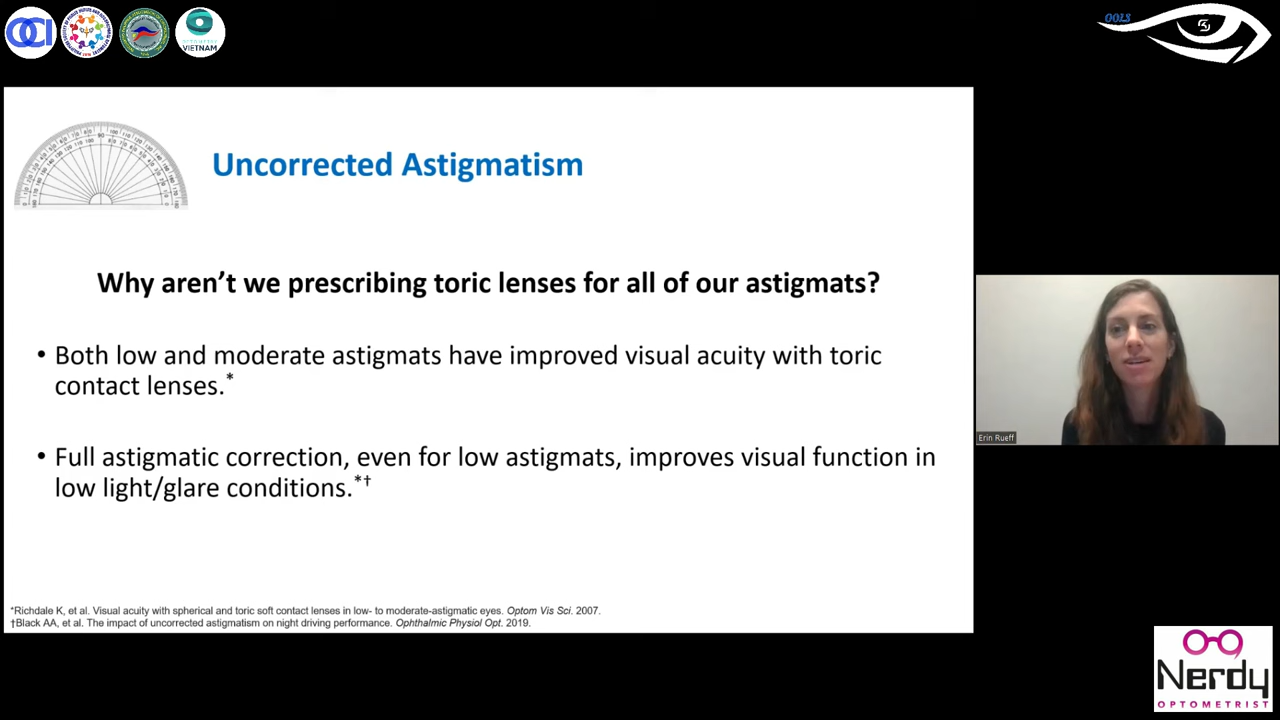 OCI
VIETNAM
OOLS
Uncorrected Astigmatism
Why aren’t we prescribing toric lenses for all of our astigmats?
• Both low and moderate astigmats have improved visual acuity with toric
contact lenses.*
• Full astigmatic correction, even for low astigmats, improves visual function in
low light/glare conditions.*†
Erin Rueff
*Richdale K, et al. Visual acuity with spherical and toric soft contact lenses in low- to moderate-astigmatic eyes. Optom Vis Sci. 2007.
†Black AA, et al. The impact of uncorrected astigmatism on night driving performance. Ophthalmic Physiol Opt. 2019.
Nerdy
OPTOMETRIST